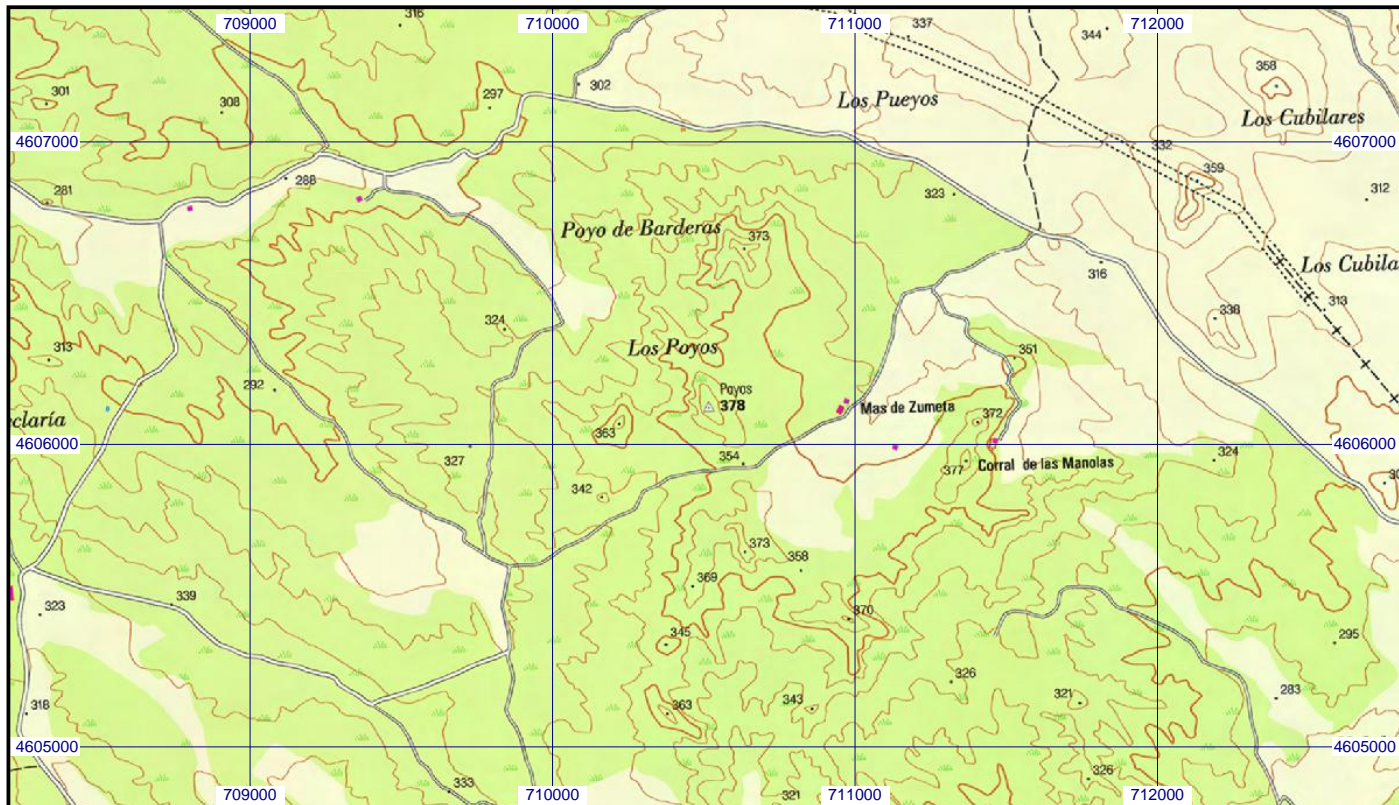 709000 710000 711000 712000
316 337 344
358
301 308 297 302 Los Pueyos Los Cubilares
4607000 332 4607000
359
281 288 323 312
Poyo de Barderas
373
316 Los Cubila
313
324 338
313 Los Poyos 351
292 Poyos
378
Mas de Zumeta
claría 363 372
4606000 4606000
327 354 377 Corral de las Manolas 324
342
373 358
369
323 339 370
345 295
326
318 363 343 321 283
4605000 4605000
333 321 326
709000 710000 711000 712000